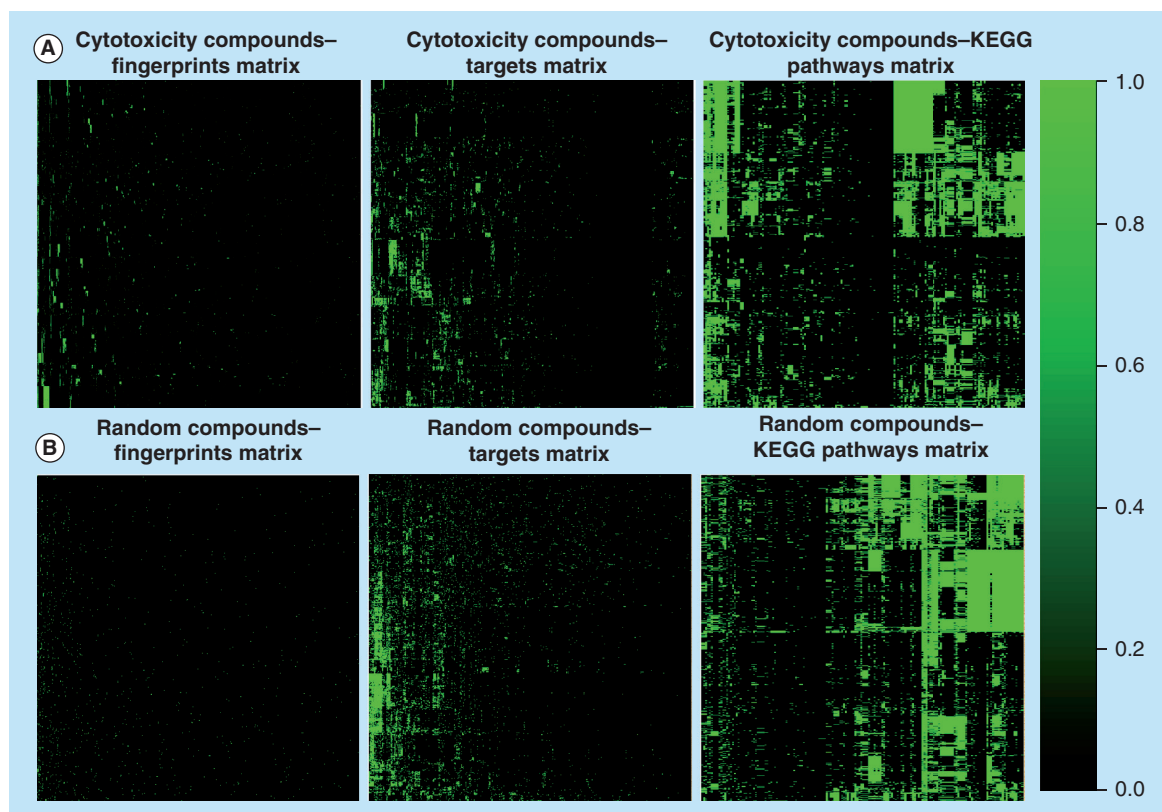 A
Cytotoxicity compounds–
fingerprints matrix
Cytotoxicity compounds–
targets matrix
Cytotoxicity compounds–KEGG
pathways matrix
1.0
0.8
0.6
B
Random compounds–
fingerprints matrix
Random compounds–
targets matrix
Random compounds–
KEGG pathways matrix
0.4
0.2
0.0